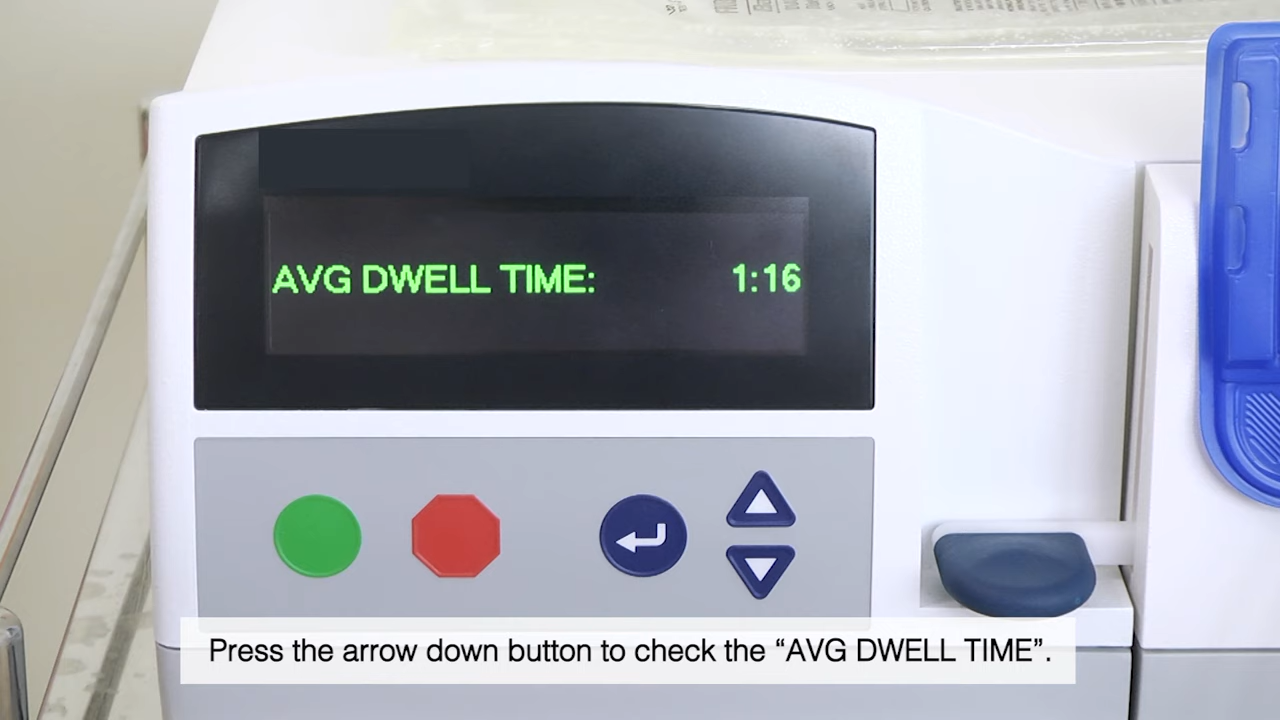 AVG DWELL TIME: 1:16
Press the arrow down button to check the “AVG DWELL TIME”.